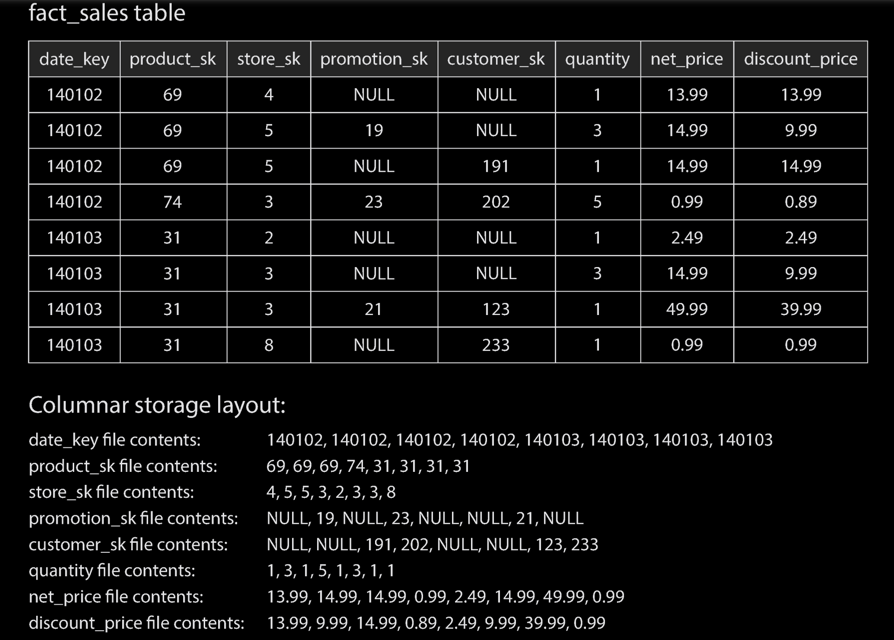 fact_sales table
date_key product_sk store_sk promotion_sk customer_sk quantity net_price discount_price
140102 69 4 NULL NULL 1 13.99 13.99
140102 69 5 19 NULL 3 14.99 9.99
140102 69 5 NULL 191 1 14.99 14.99
140102 74 3 23 202 5 0.99 0.89
140103 31 2 NULL NULL 1 2.49 2.49
140103 31 3 NULL NULL 3 14.99 9.99
140103 31 3 21 123 1 49.99 39.99
140103 31 8 NULL 233 1 0.99 0.99
Columnar storage layout:
date_key file contents: 140102, 140102, 140102, 140102, 140103, 140103, 140103, 140103
product_sk file contents: 69, 69, 69, 74, 31, 31, 31, 31
store_sk file contents: 4, 5, 5, 3, 2, 3, 3, 8
promotion_sk file contents: NULL, 19, NULL, 23, NULL, NULL, 21, NULL
customer_sk file contents: NULL, NULL, 191, 202, NULL, NULL, 123, 233
quantity file contents: 1, 3, 1, 5, 1, 3, 1, 1
net_price file contents: 13.99, 14.99, 14.99, 0.99, 2.49, 14.99, 49.99, 0.99
discount_price file contents: 13.99, 9.99, 14.99, 0.89, 2.49, 9.99, 39.99, 0.99